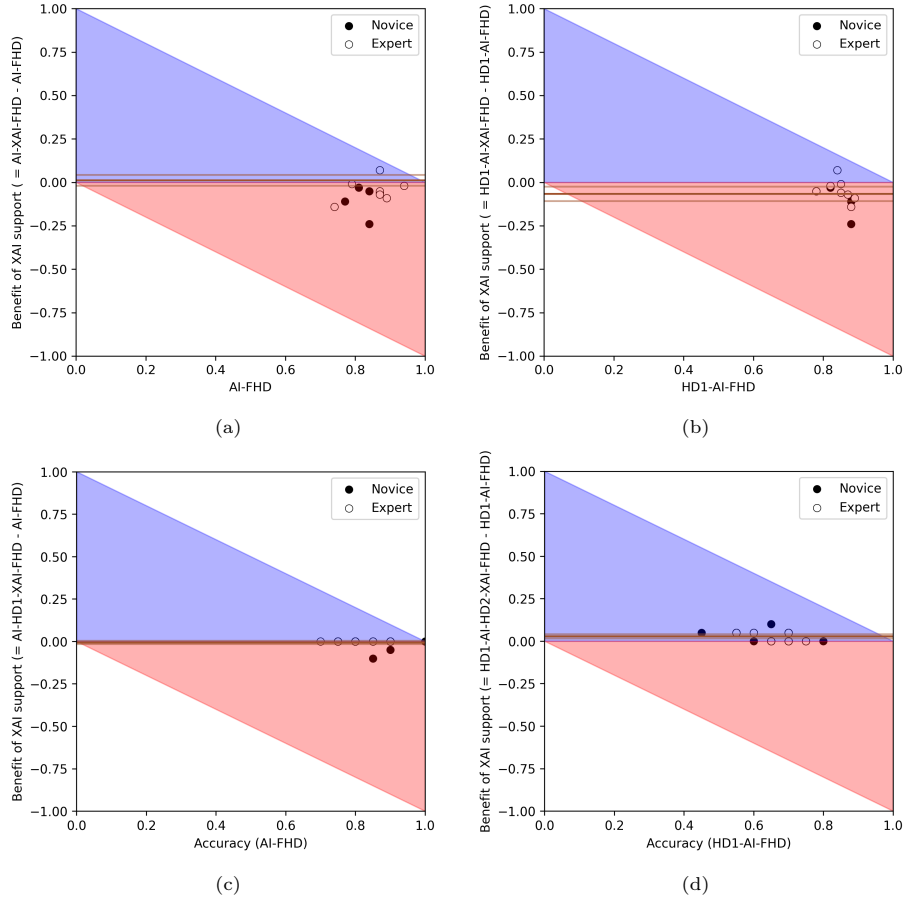 Benefit of XAI support ( = AI-XAI-FHD - AI-FHD)
1.00
0.75
0.50
0.25
0.00
−0.25
−0.50
−0.75
−1.00
Novice
Expert
0.0 0.2 0.4 0.6 0.8 1.0
AI-FHD
(a)
Benefit of XAI support ( = HD1-AI-XAI-FHD - HD1-AI-FHD)
1.00
0.75
0.50
0.25
0.00
−0.25
−0.50
−0.75
−1.00
Novice
Expert
0.0 0.2 0.4 0.6 0.8 1.0
HD1-AI-FHD
(b)
Benefit of XAI support (= AI-HD1-XAI-FHD - AI-FHD)
1.00
0.75
0.50
0.25
0.00
−0.25
−0.50
−0.75
−1.00
Novice
Expert
0.0 0.2 0.4 0.6 0.8 1.0
Accuracy (AI-FHD)
(c)
Benefit of XAI support (= HD1-AI-HD2-XAI-FHD - HD1-AI-FHD)
1.00
0.75
0.50
0.25
0.00
−0.25
−0.50
−0.75
−1.00
Novice
Expert
0.0 0.2 0.4 0.6 0.8 1.0
Accuracy (HD1-AI-FHD)
(d)